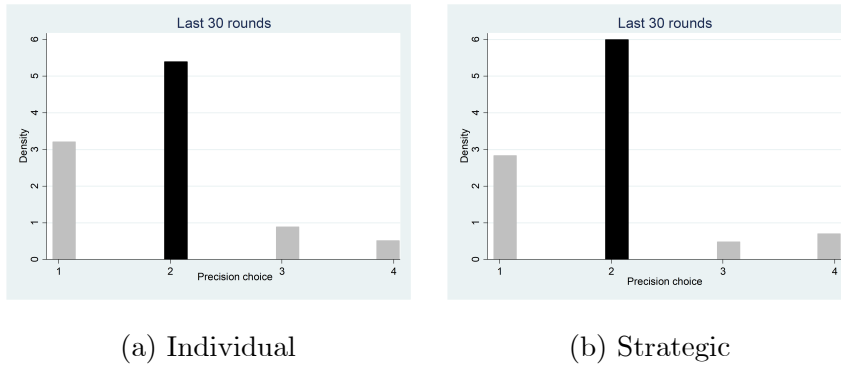 Last 30 rounds
6
5
4
3
2
1
0
Density
1 2 3 4
Precision choice
(a) Individual
Last 30 rounds
6
5
4
3
2
1
0
Density
1 2 3 4
Precision choice
(b) Strategic